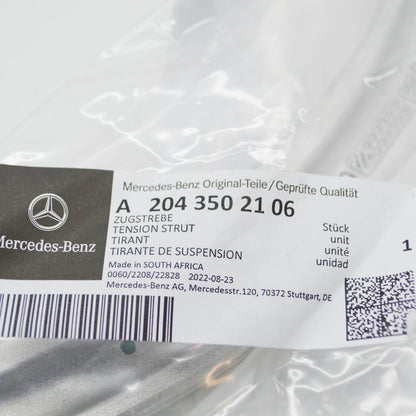 Mercedes-Benz Original-Teile/Geprüfte Qualität
A 204 350 21 06
ZUGSTREBE Stück
TENSION STRUT unit
TIRANT unité
TIRANTE DE SUSPENSION unidad 1
Made in SOUTH AFRICA
0060/2208/22828 2022-08-23
Mercedes-Benz AG, Mercedesstr.120, 70372 Stuttgart, DE
Mercedes-Benz